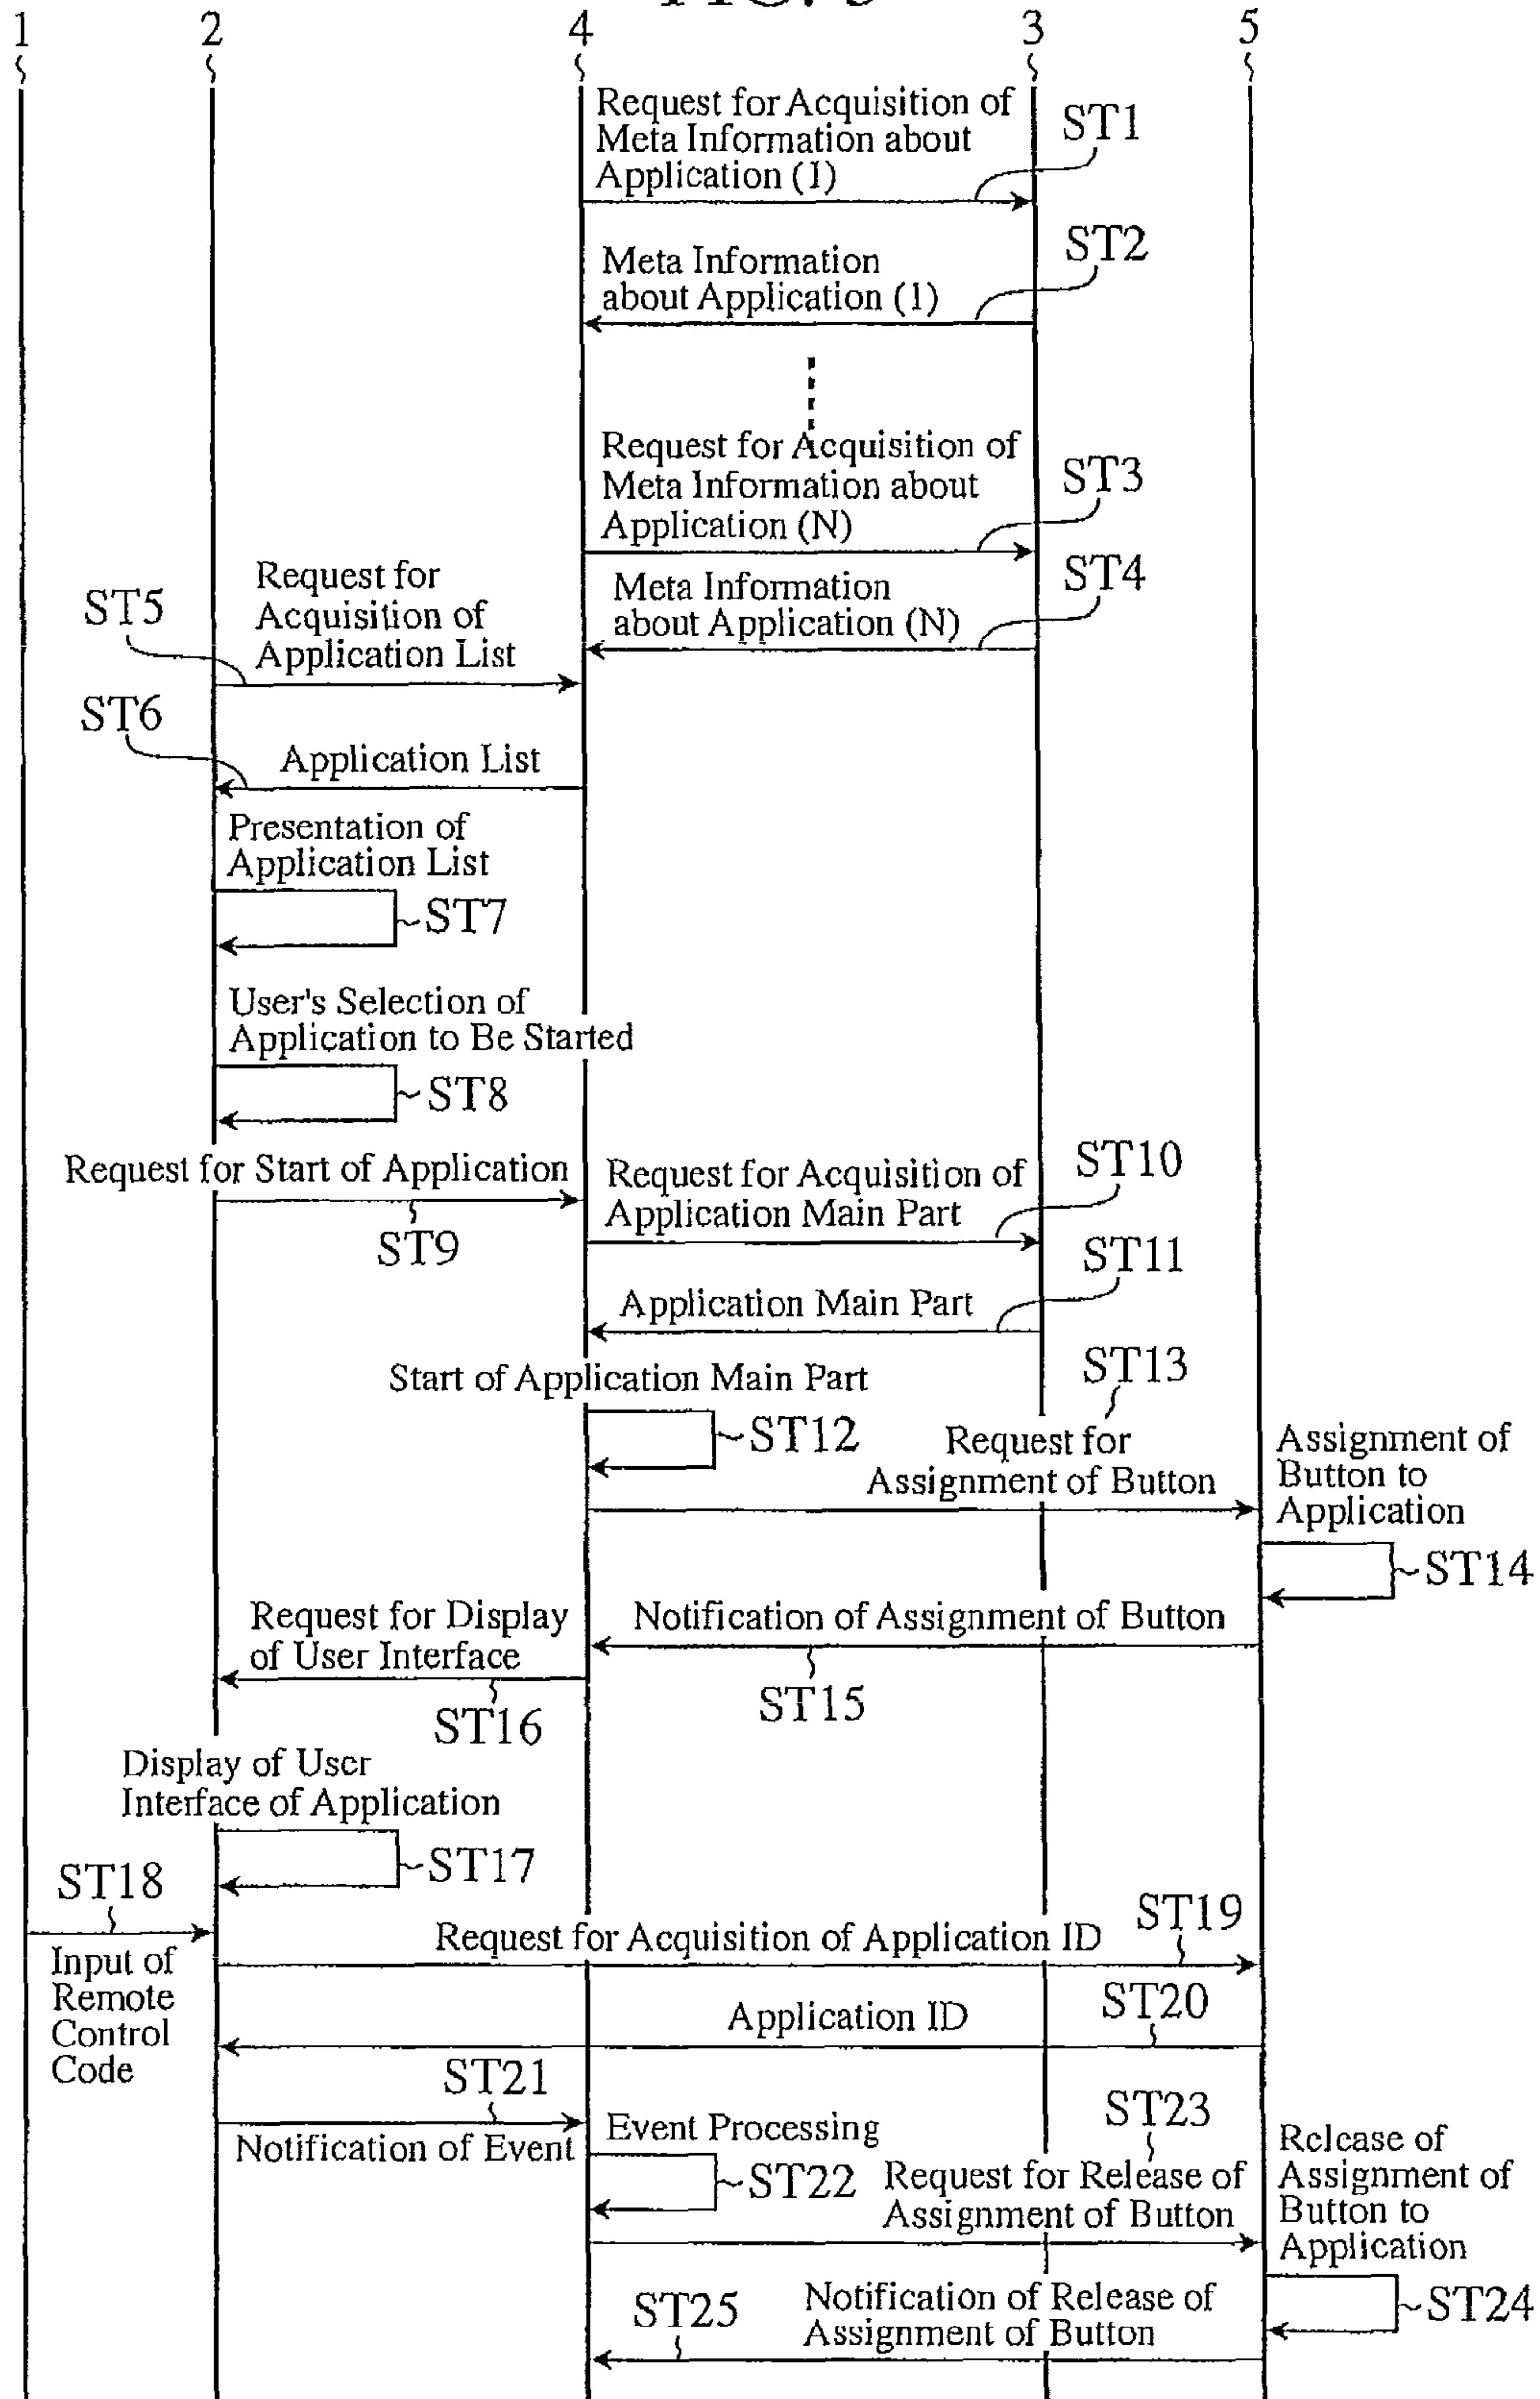 1
2
4
3
5
Request for Acquisition of
Meta Information about
Application (1)
ST1
Meta Information
about Application (1)
ST2
Request for Acquisition of
Meta Information about
Application (N)
ST3
Meta Information
about Application (N)
ST4
Request for
Acquisition of
Application List
ST5
ST6
Application List
Presentation of
Application List
ST7
User's Selection of
Application to Be Started
ST8
Request for Start of Application
ST9
Request for Acquisition of
Application Main Part
ST10
ST11
Application Main Part
Start of Application Main Part
ST12
ST13
Request for
Assignment of Button
Assignment of
Button to
Application
ST14
Notification of Assignment of Button
ST15
Request for Display
of User Interface
ST16
Display of User
Interface of Application
ST17
ST18
Input of
Remote
Control
Code
Request for Acquisition of Application ID
ST19
Application ID
ST20
ST21
Notification of Event
Event Processing
ST22
ST23
Request for Release of
Assignment of Button
Release of
Assignment of
Button to
Application
ST24
ST25
Notification of Release of
Assignment of Button